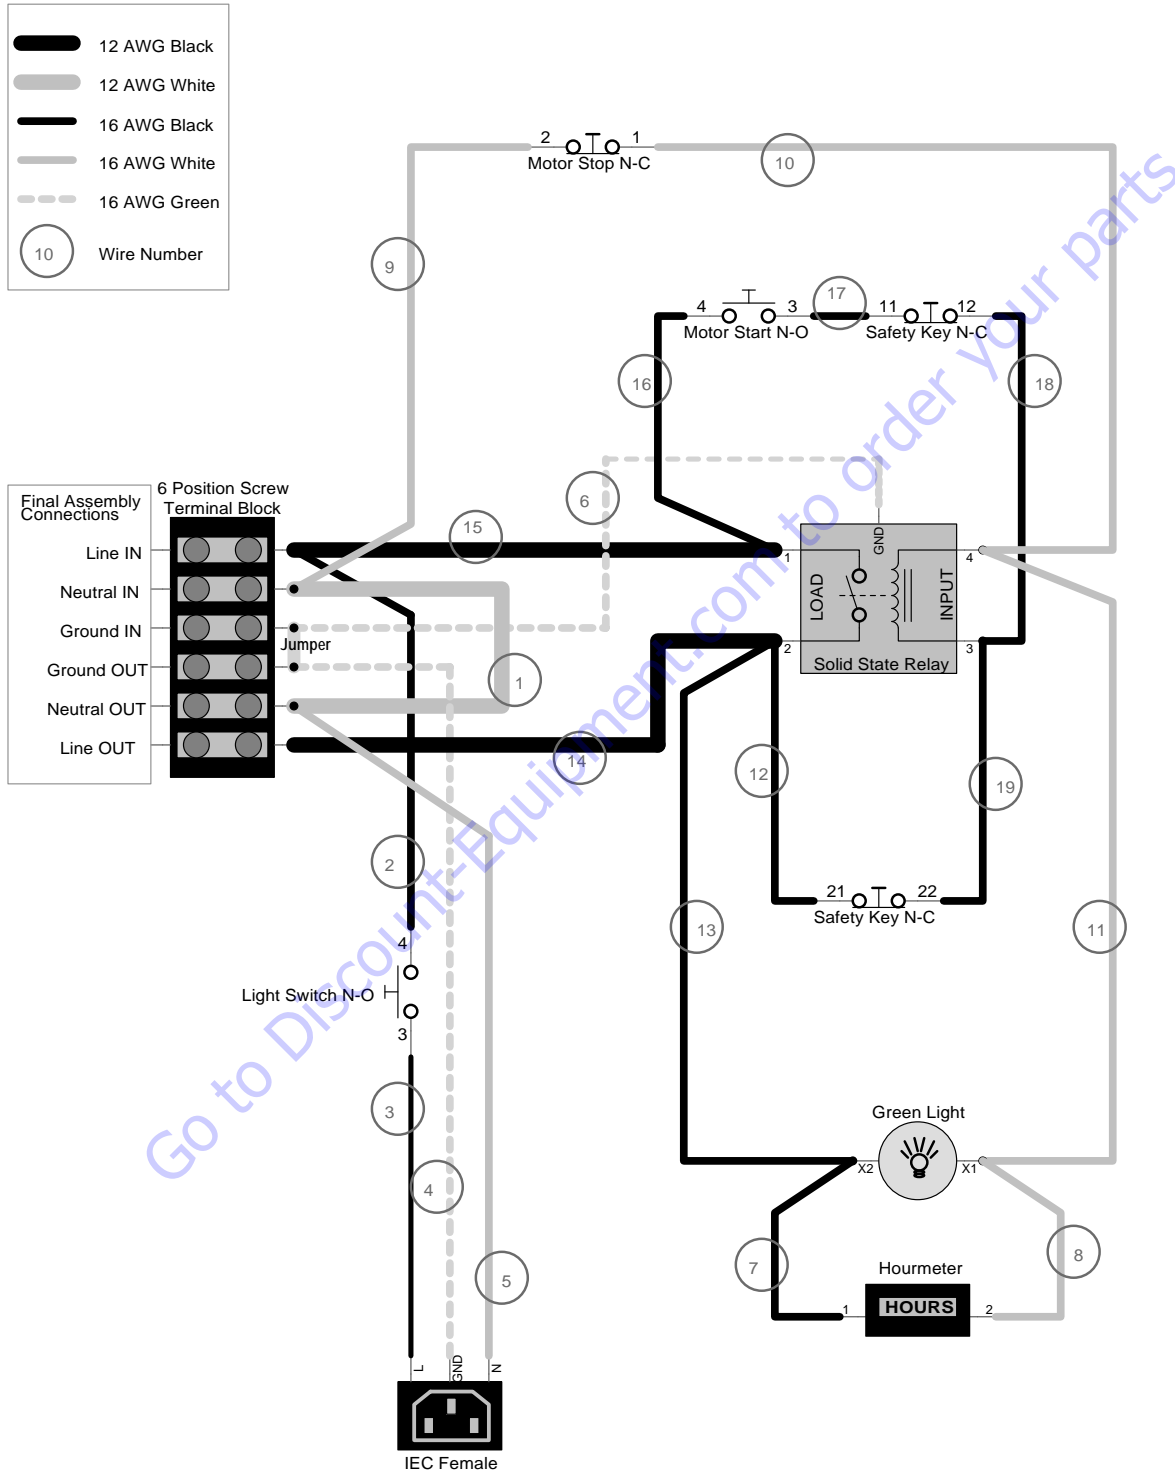 12 AWG Black
12 AWG White
16 AWG Black
16 AWG White
16 AWG Green
10 Wire Number
2 1
Motor Stop N-C
10
9
4 3 17 11 12
Motor Start N-O Safety Key N-C
16 18
6
15
Final Assembly
Connections
6 Position Screw
Terminal Block
Line IN
Neutral IN
Ground IN
Ground OUT
Neutral OUT
Line OUT
Jumper
1
14
GND
1 4
LOAD INPUT
2 3
Solid State Relay
12 19
21 22
Safety Key N-C
2
13 11
4
Light Switch N-O
3
3
4
5
Green Light
X2 X1
7 8
Hourmeter
1 HOURS 2
L GND N
IEC Female
Go to Discount-Equipment.com to order your parts